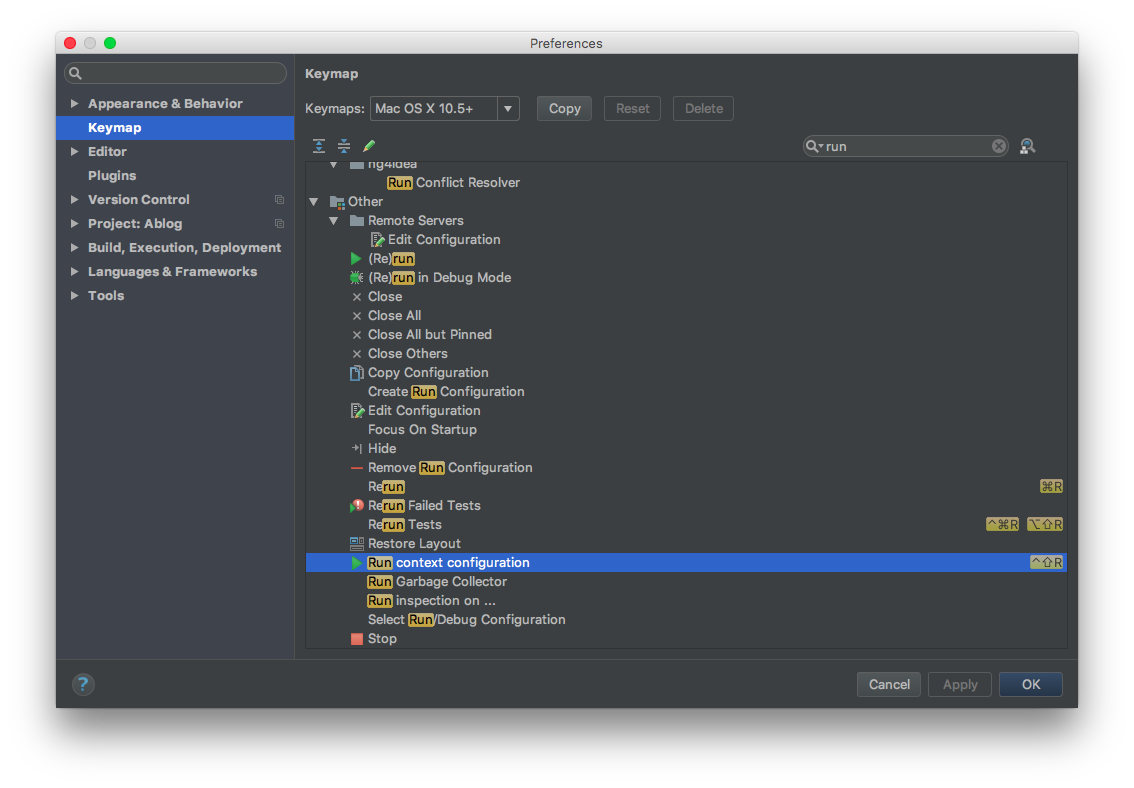 Preferences
Appearance & Behavior
Keymap
Editor
Plugins
Version Control
Project: Ablog
Build, Execution, Deployment
Languages & Frameworks
Tools
Keymap
Keymaps: Mac OS X 10.5+ Copy Reset Delete
run
ng4idea
Run Conflict Resolver
Other
Remote Servers
Edit Configuration
(Re)run
(Re)run in Debug Mode
Close
Close All
Close All but Pinned
Close Others
Copy Configuration
Create Run Configuration
Edit Configuration
Focus On Startup
Hide
Remove Run Configuration
Rerun ⌘R
Rerun Failed Tests
Rerun Tests ^⌘R ⌥⇧R
Restore Layout
Run context configuration ^⇧R
Run Garbage Collector
Run inspection on ...
Select Run/Debug Configuration
Stop
? Cancel Apply OK